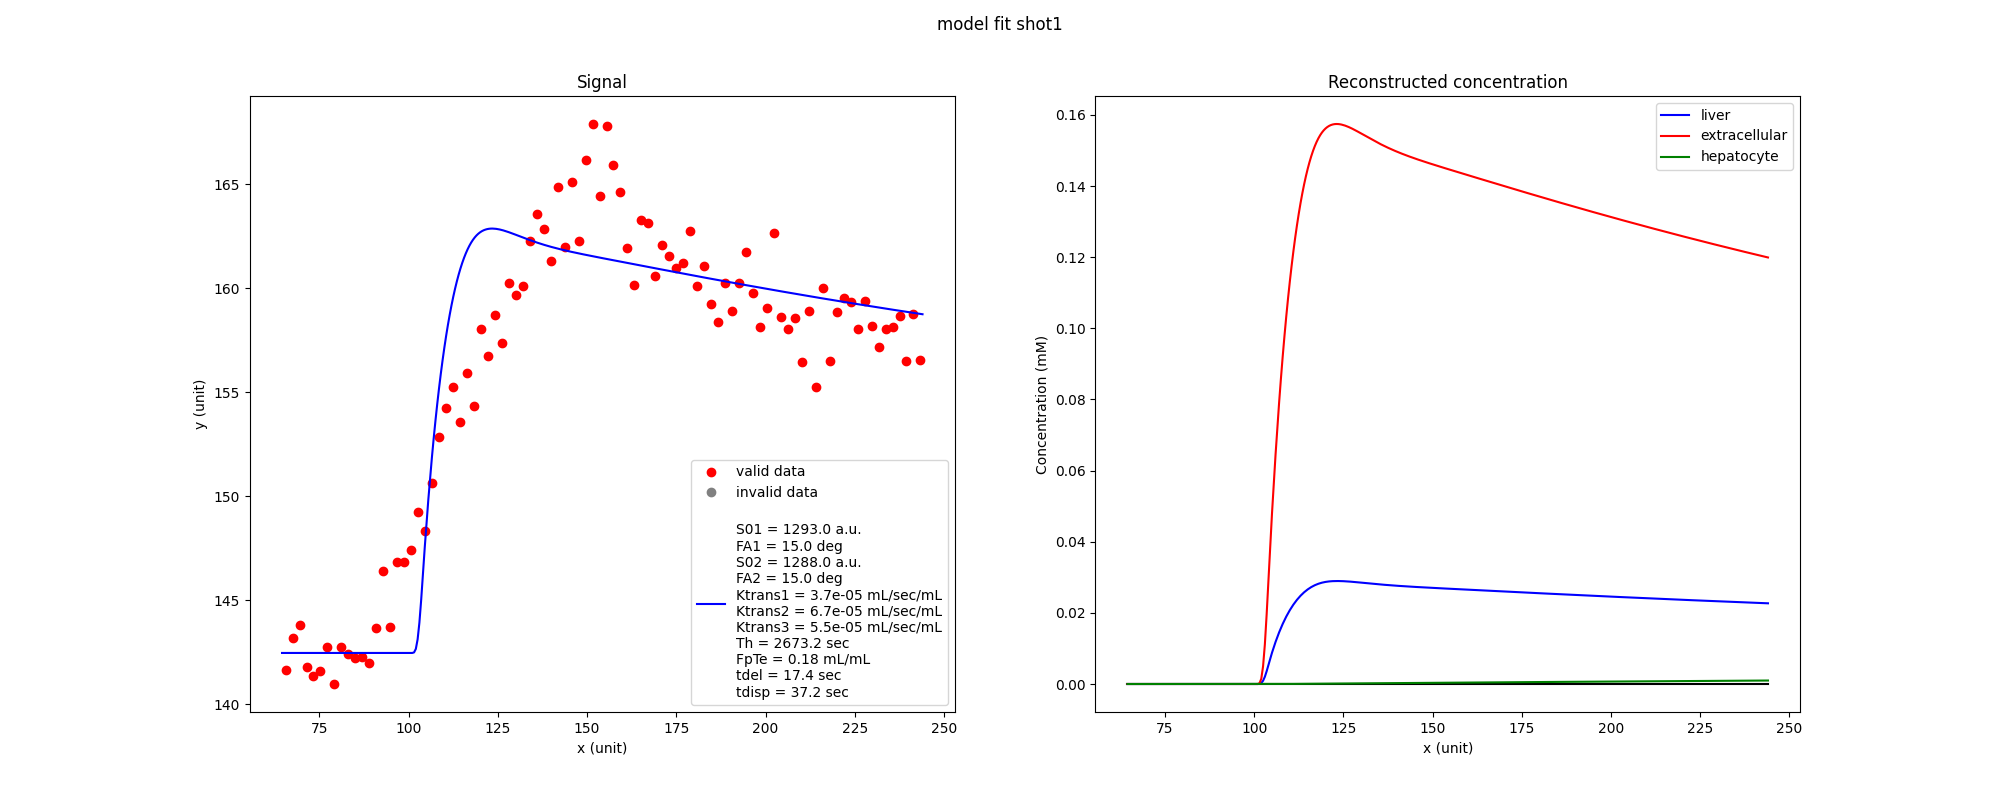 model fit shot1
Signal
y (unit)
165
160
155
150
145
140
75
100
125
150
175
200
225
250
x (unit)
valid data
invalid data
S01 = 1293.0 a.u.
FA1 = 15.0 deg
S02 = 1288.0 a.u.
FA2 = 15.0 deg
Ktrans1 = 3.7e-05 mL/sec/mL
Ktrans2 = 6.7e-05 mL/sec/mL
Ktrans3 = 5.5e-05 mL/sec/mL
Th = 2673.2 sec
FpTe = 0.18 mL/mL
tdel = 17.4 sec
tdisp = 37.2 sec
Reconstructed concentration
Concentration (mM)
0.16
0.14
0.12
0.10
0.08
0.06
0.04
0.02
0.00
75
100
125
150
175
200
225
250
x (unit)
liver
extracellular
hepatocyte